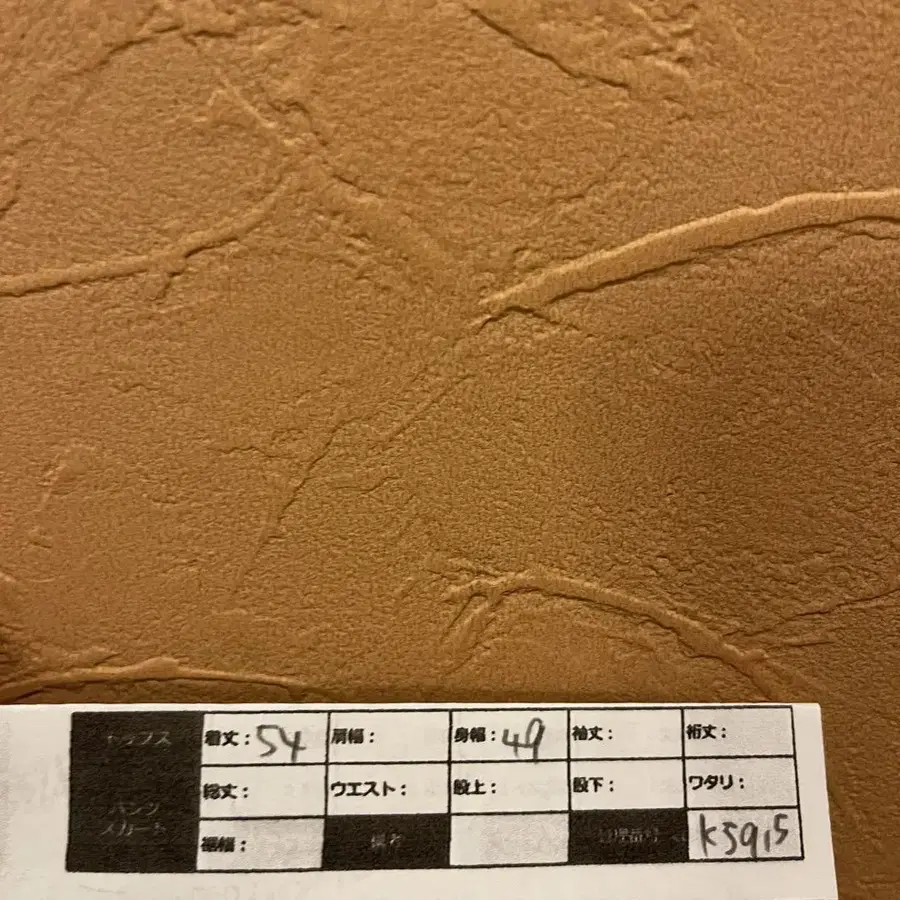 トップス 着丈：54 肩幅： 身幅：49 袖丈： 裄丈：
パンツ 総丈： ウエスト： 股上： 股下： ワタリ：
スカート
裾幅： 備考 K5915